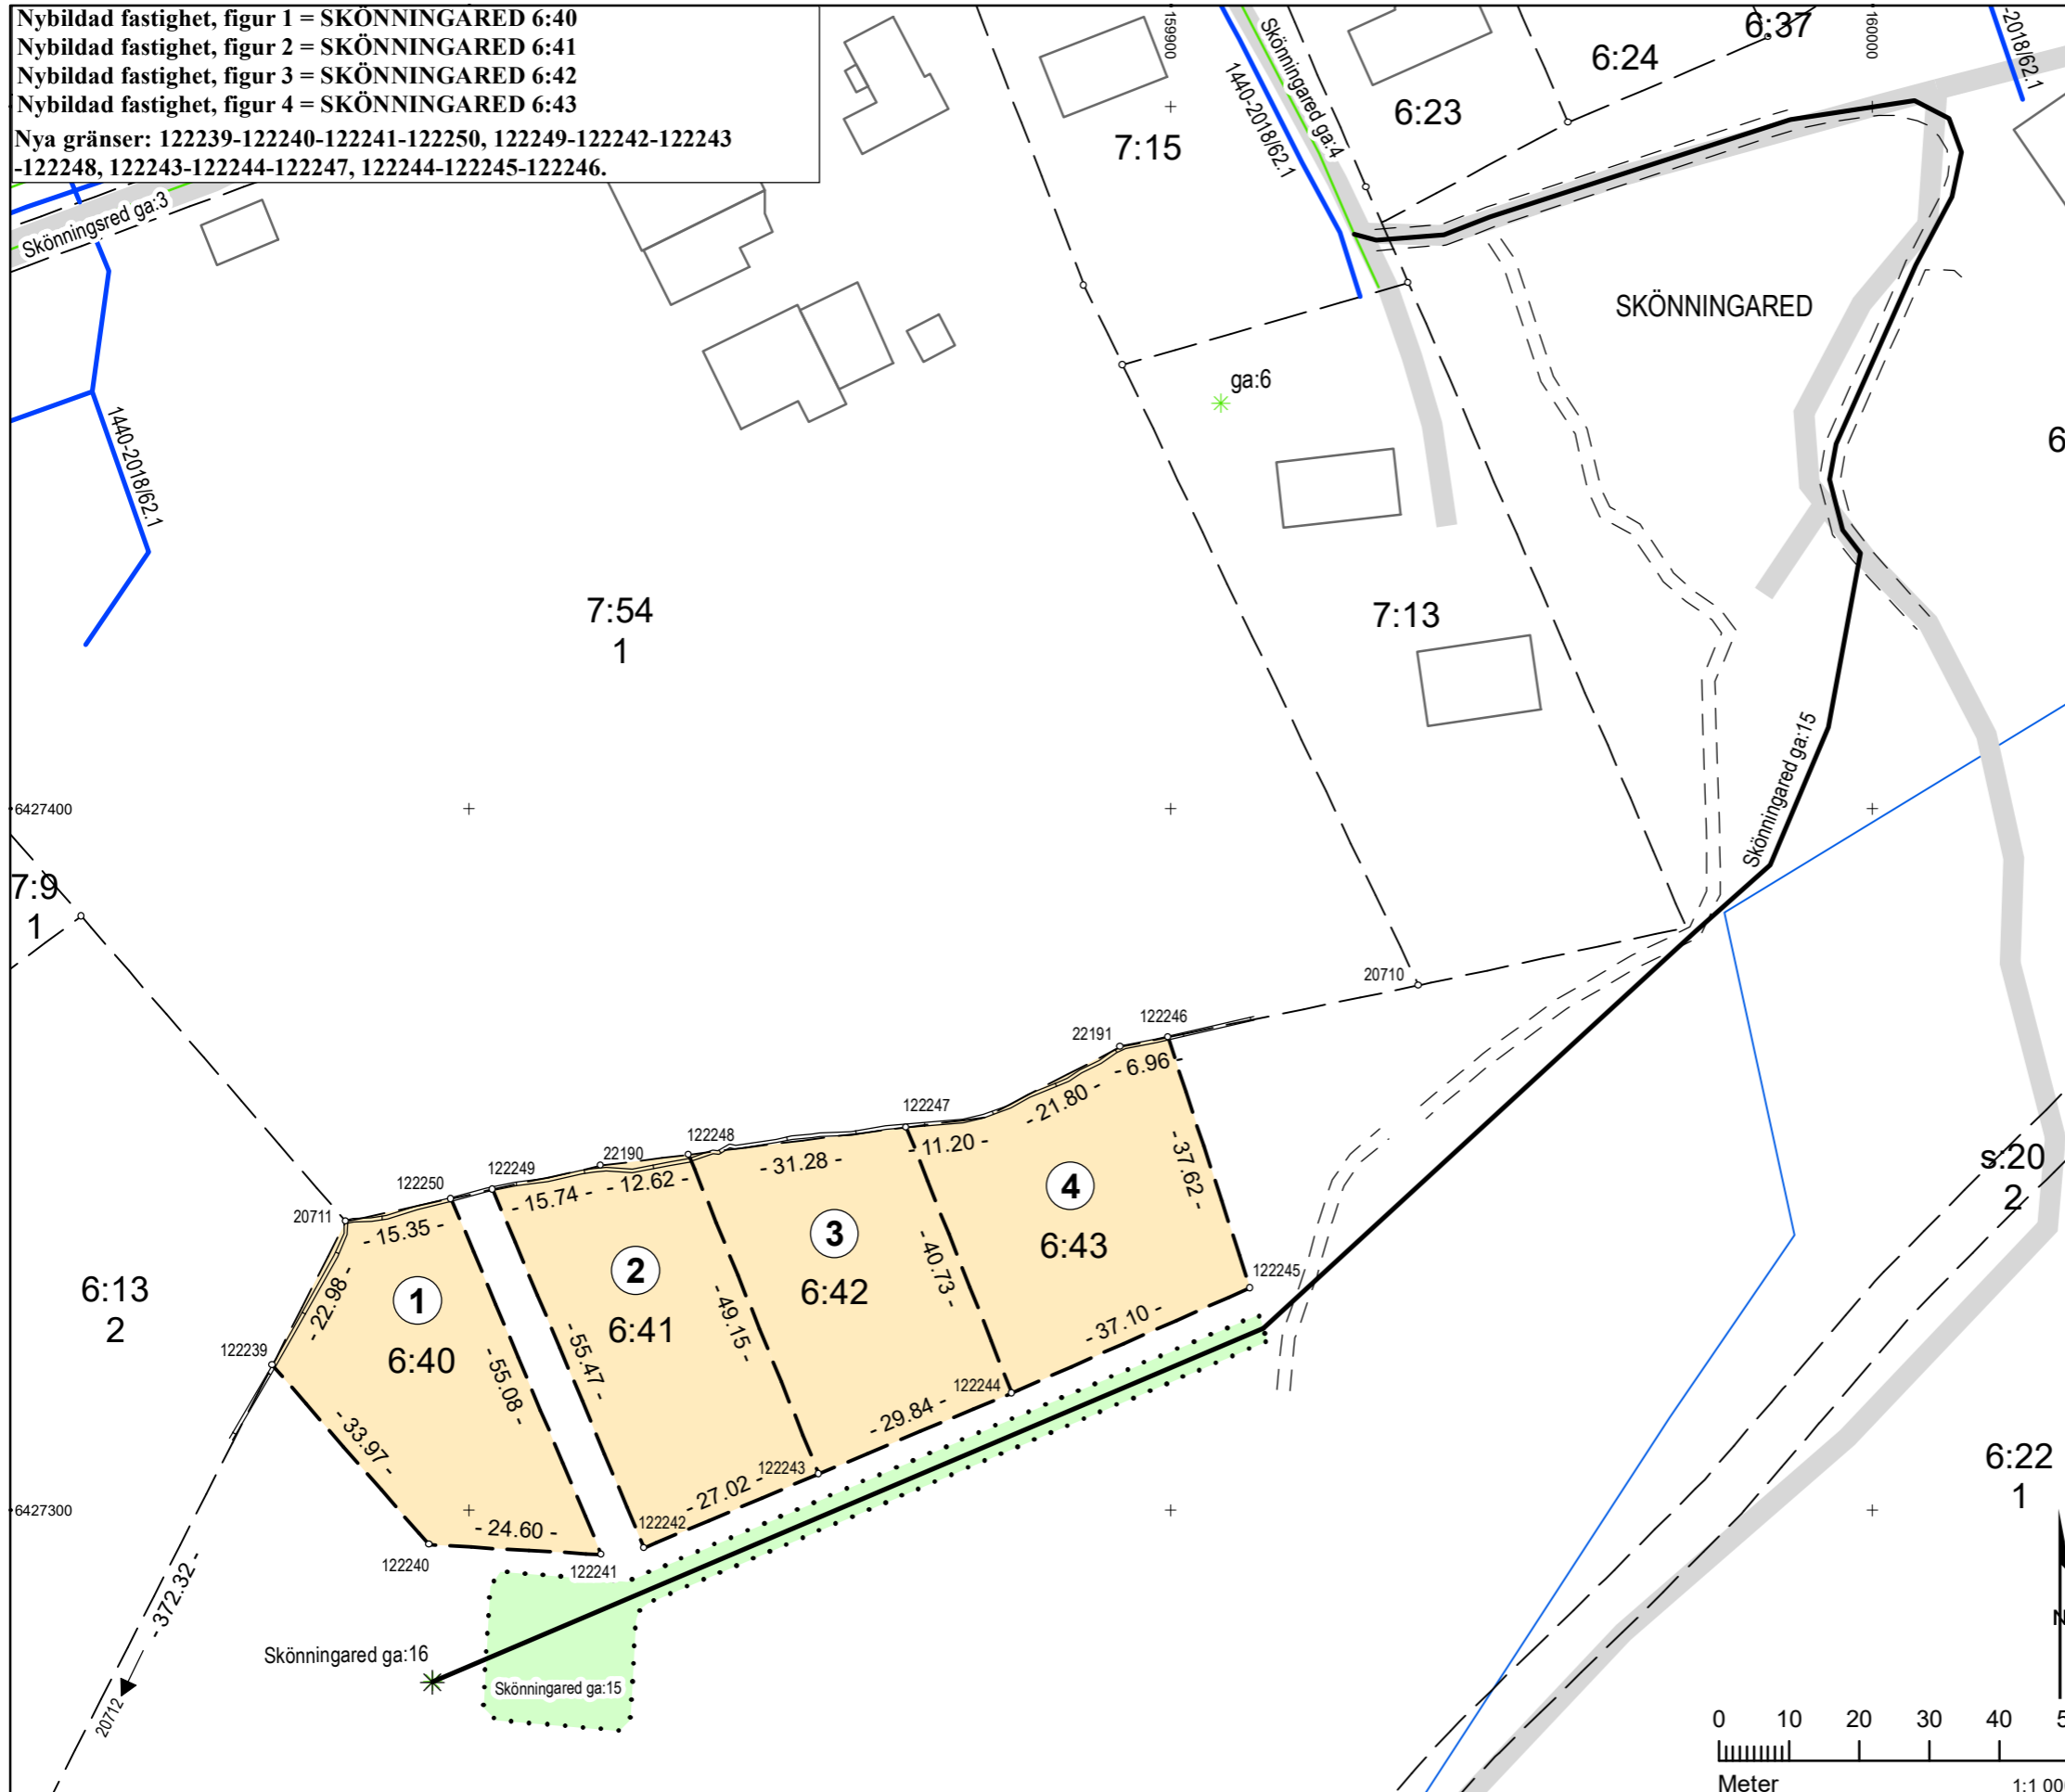 Nybildad fastighet, figur 1 = SKÖNNINGARED 6:40
Nybildad fastighet, figur 2 = SKÖNNINGARED 6:41
Nybildad fastighet, figur 3 = SKÖNNINGARED 6:42
Nybildad fastighet, figur 4 = SKÖNNINGARED 6:43
Nya gränser: 122239-122240-122241-122250, 122249-122242-122243
-122248, 122243-122244-122247, 122244-122245-122246.
159900
160000
6:37
6:24
6:23
7:15
Skönningared ga:4
1440-2018/62.1
-2018/62.1
Skönningsred ga:3
SKÖNNINGARED
ga:6
1440-2018/62.1
6
7:54
1
7:13
Skönningared ga:15
6427400
7:9
1
20710
122246
22191
- 6.96 -
- 21.80 -
122247
- 11.20 -
122248
- 31.28 -
22190
- 12.62 -
122249
- 15.74 -
122250
20711
- 15.35 -
- 37.62 -
s:20
2
4
6:43
3
6:42
2
6:41
1
6:40
- 40.73 -
- 49.15 -
- 55.47 -
- 55.08 -
- 22.98 -
6:13
2
122239
122245
- 37.10 -
122244
- 29.84 -
122243
- 27.02 -
122242
- 33.97 -
- 24.60 -
122240
122241
6427300
6:22
1
- 372.32 -
20712
Skönningared ga:16
Skönningared ga:15
N
0 10 20 30 40 5
Meter
1:1 00